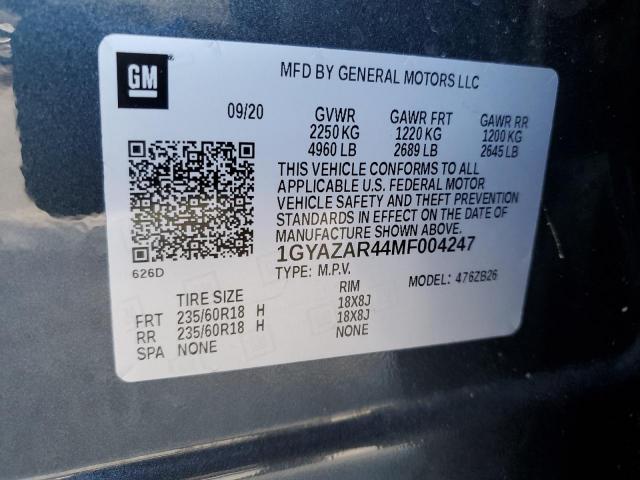 GM
MFD BY GENERAL MOTORS LLC
09/20 GVWR GAWR FRT GAWR RR
2250 KG 1220 KG 1200 KG
4960 LB 2689 LB 2645 LB
THIS VEHICLE CONFORMS TO ALL
APPLICABLE U.S. FEDERAL MOTOR
VEHICLE SAFETY AND THEFT PREVENTION
STANDARDS IN EFFECT ON THE DATE OF
MANUFACTURE SHOWN ABOVE.
1GYAZAR44MF004247
626D TYPE: M.P.V. MODEL: 476ZB26
TIRE SIZE RIM
FRT 235/60R18 H 18X8J
RR 235/60R18 H 18X8J
SPA NONE NONE